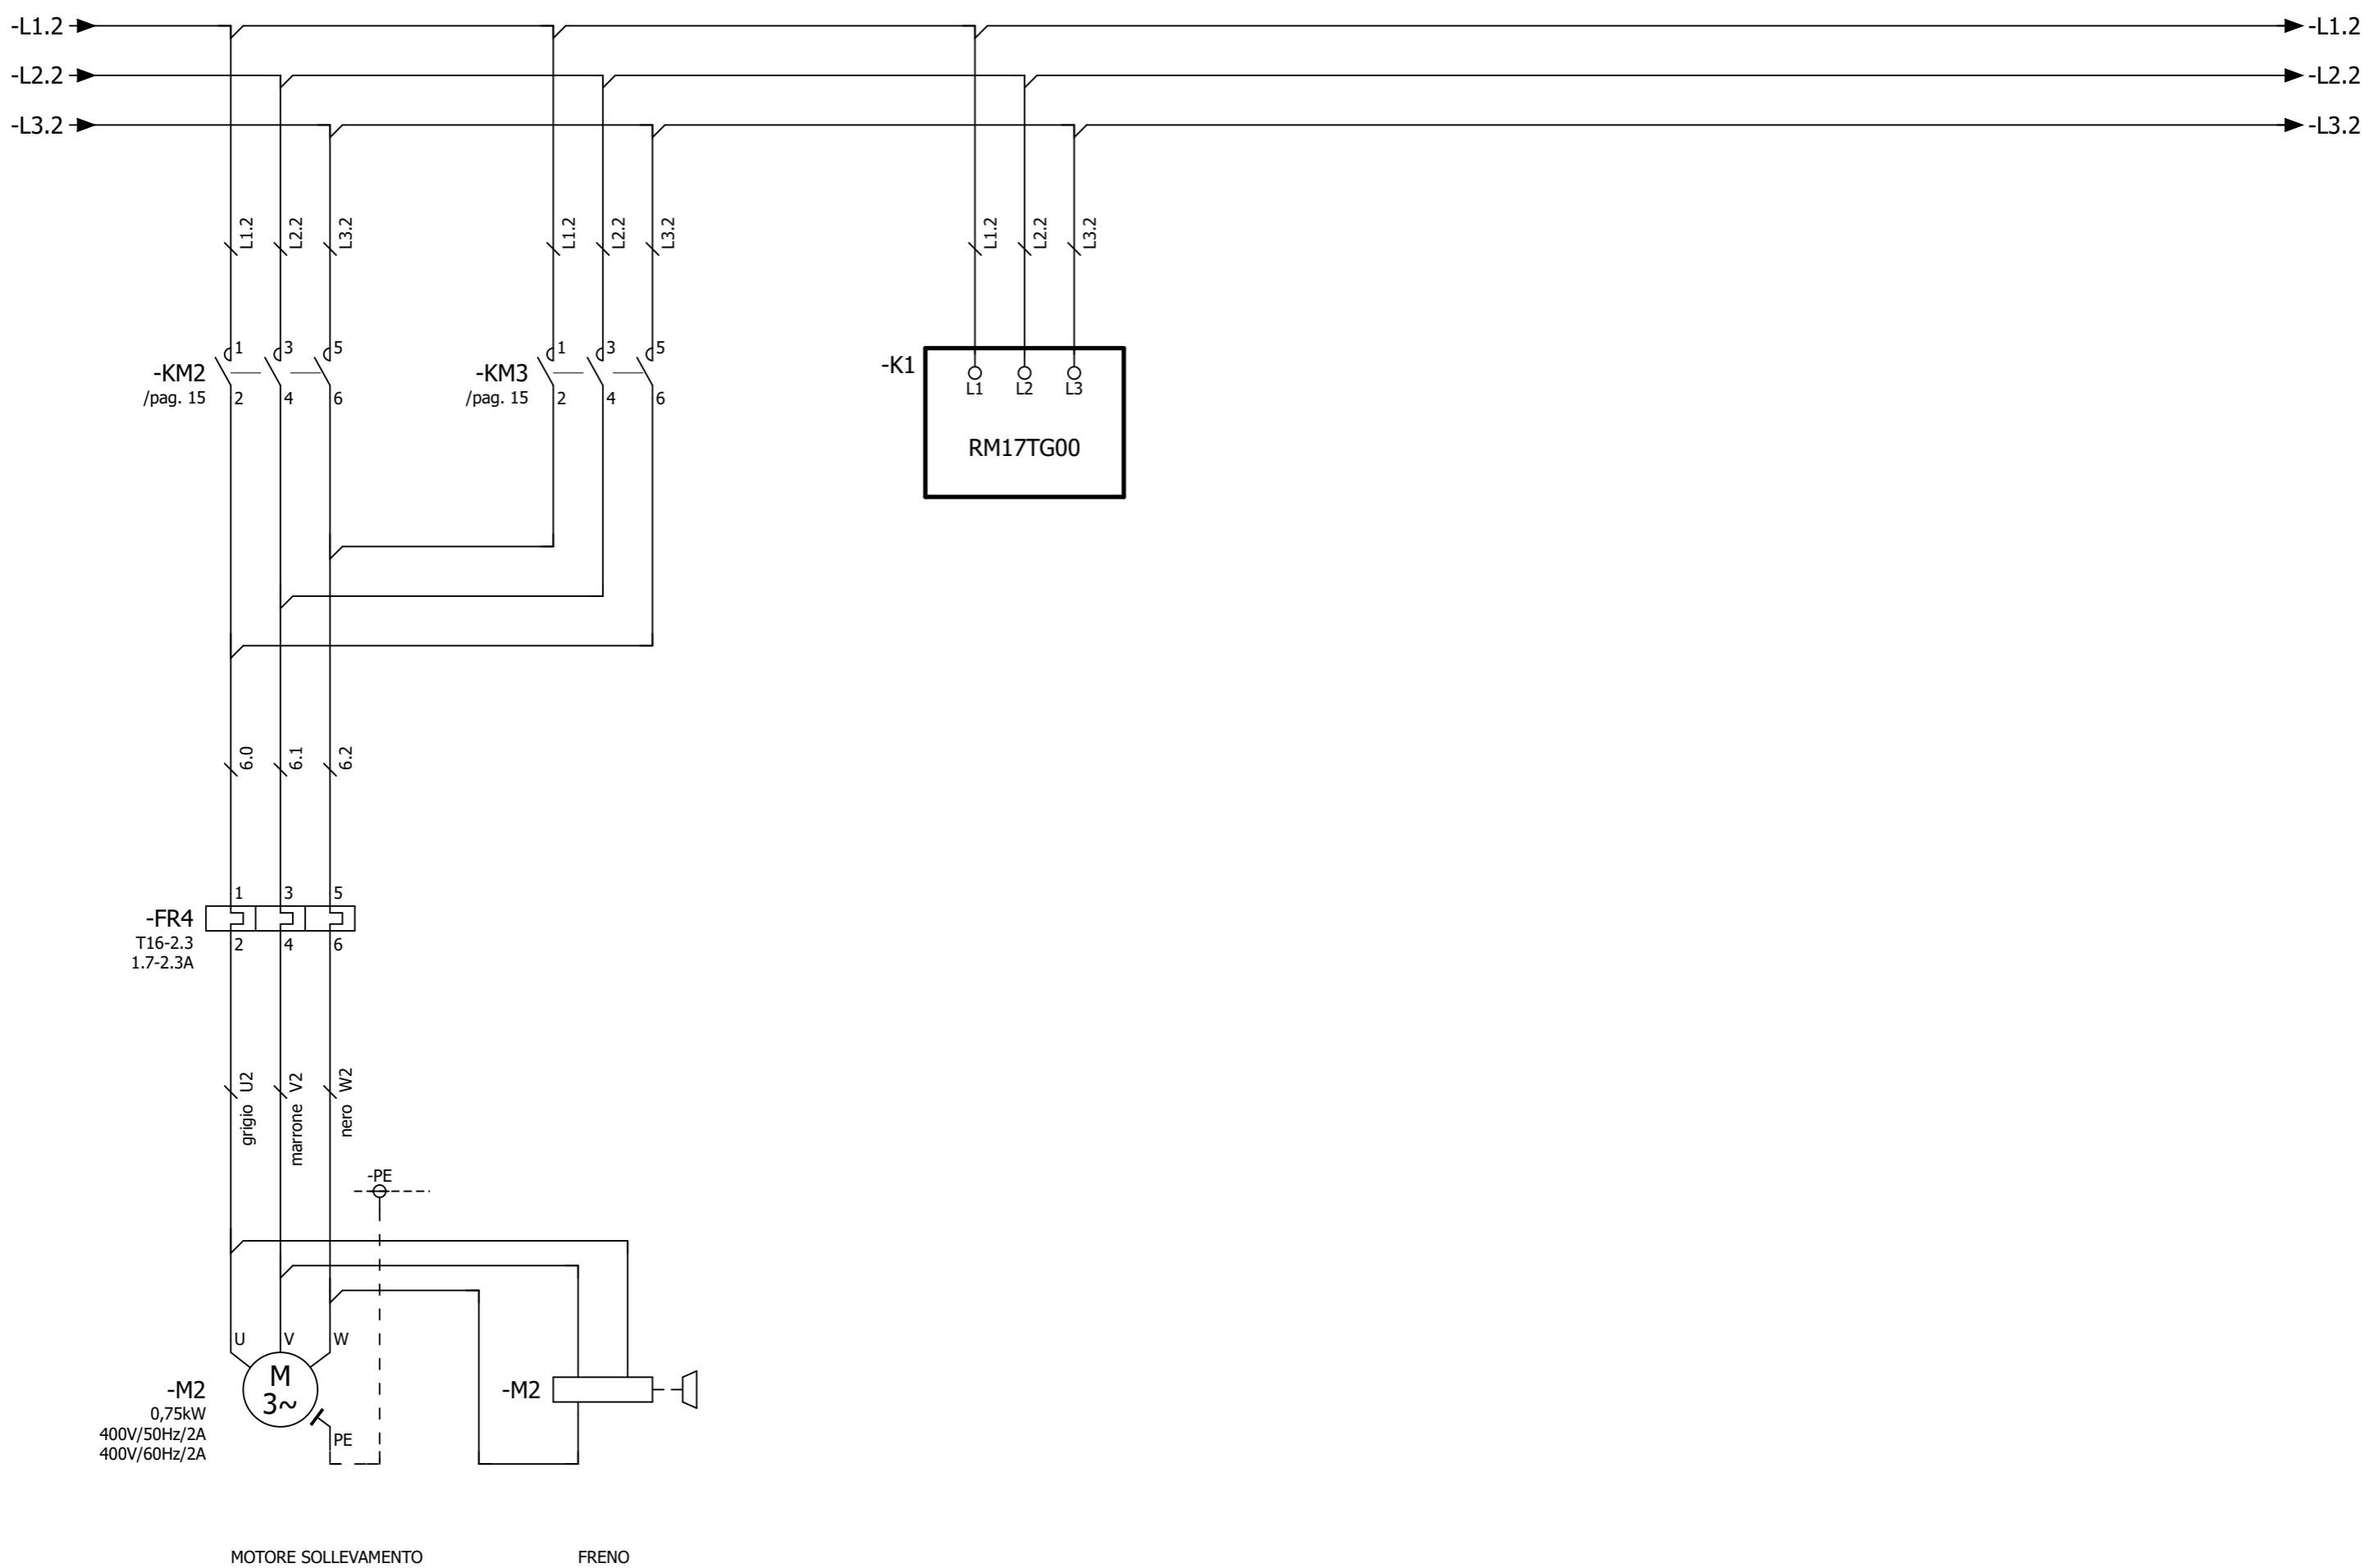 -L1.2 -L1.2
-L2.2 -L2.2
-L3.2 -L3.2
L1.2 L2.2 L3.2 L1.2 L2.2 L3.2 L1.2 L2.2 L3.2
1 3 5 1 3 5
-KM2 -KM3 -K1
/pag. 15 /pag. 15
2 4 6 2 4 6
L1 L2 L3
RM17TG00
6.0 6.1 6.2
1 3 5
-FR4
T16-2.3
1.7-2.3A
2 4 6
U2 V2 W2
grigio marrone nero
-PE
U V W
M
3~
-M2
0,75kW
400V/50Hz/2A
400V/60Hz/2A
PE
-M2
MOTORE SOLLEVAMENTO FRENO